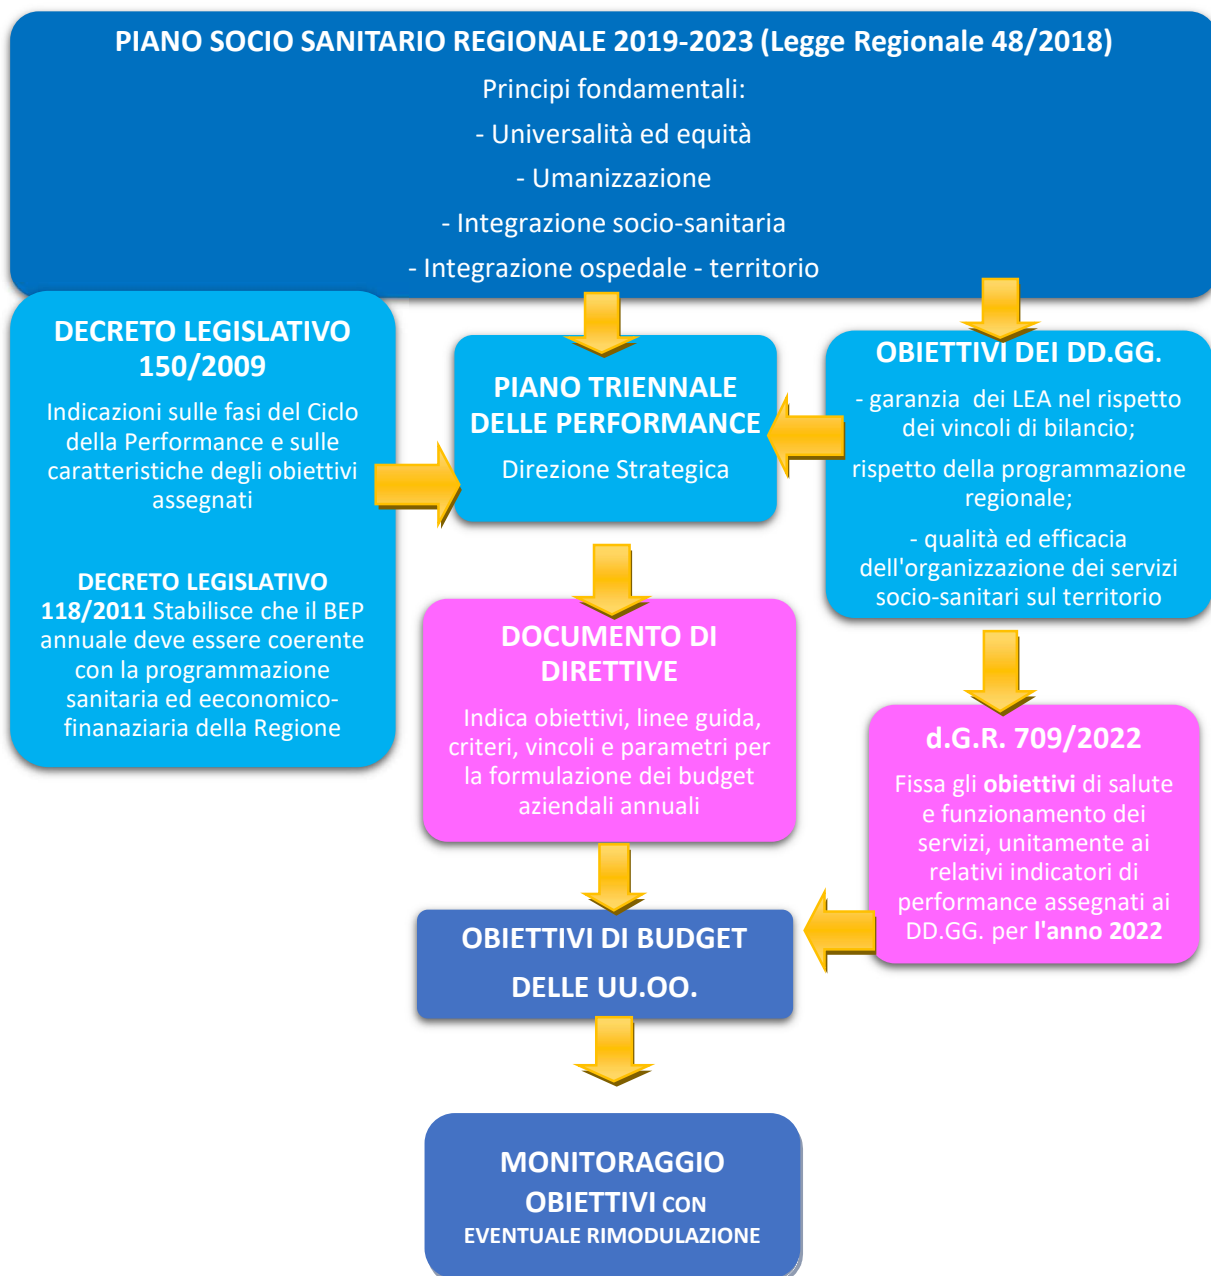 PIANO SOCIO SANITARIO REGIONALE 2019-2023 (Legge Regionale 48/2018)
Principi fondamentali:
- Universalità ed equità
- Umanizzazione
- Integrazione socio-sanitaria
- Integrazione ospedale - territorio
DECRETO LEGISLATIVO
150/2009
Indicazioni sulle fasi del Ciclo
della Performance e sulle
caratteristiche degli obiettivi
assegnati
DECRETO LEGISLATIVO
118/2011 Stabilisce che il BEP
annuale deve essere coerente
con la programmazione
sanitaria ed eeconomico-
finanaziaria della Regione
PIANO TRIENNALE
DELLE PERFORMANCE
Direzione Strategica
OBIETTIVI DEI DD.GG.
- garanzia  dei LEA nel rispetto
dei vincoli di bilancio;
rispetto della programmazione
regionale;
- qualità ed efficacia
dell'organizzazione dei servizi
socio-sanitari sul territorio
DOCUMENTO DI
DIRETTIVE
Indica obiettivi, linee guida,
criteri, vincoli e parametri per
la formulazione dei budget
aziendali annuali
d.G.R. 709/2022
Fissa gli obiettivi di salute
e funzionamento dei
servizi, unitamente ai
relativi indicatori di
performance assegnati ai
DD.GG. per l'anno 2022
OBIETTIVI DI BUDGET
DELLE UU.OO.
MONITORAGGIO
OBIETTIVI CON
EVENTUALE RIMODULAZIONE